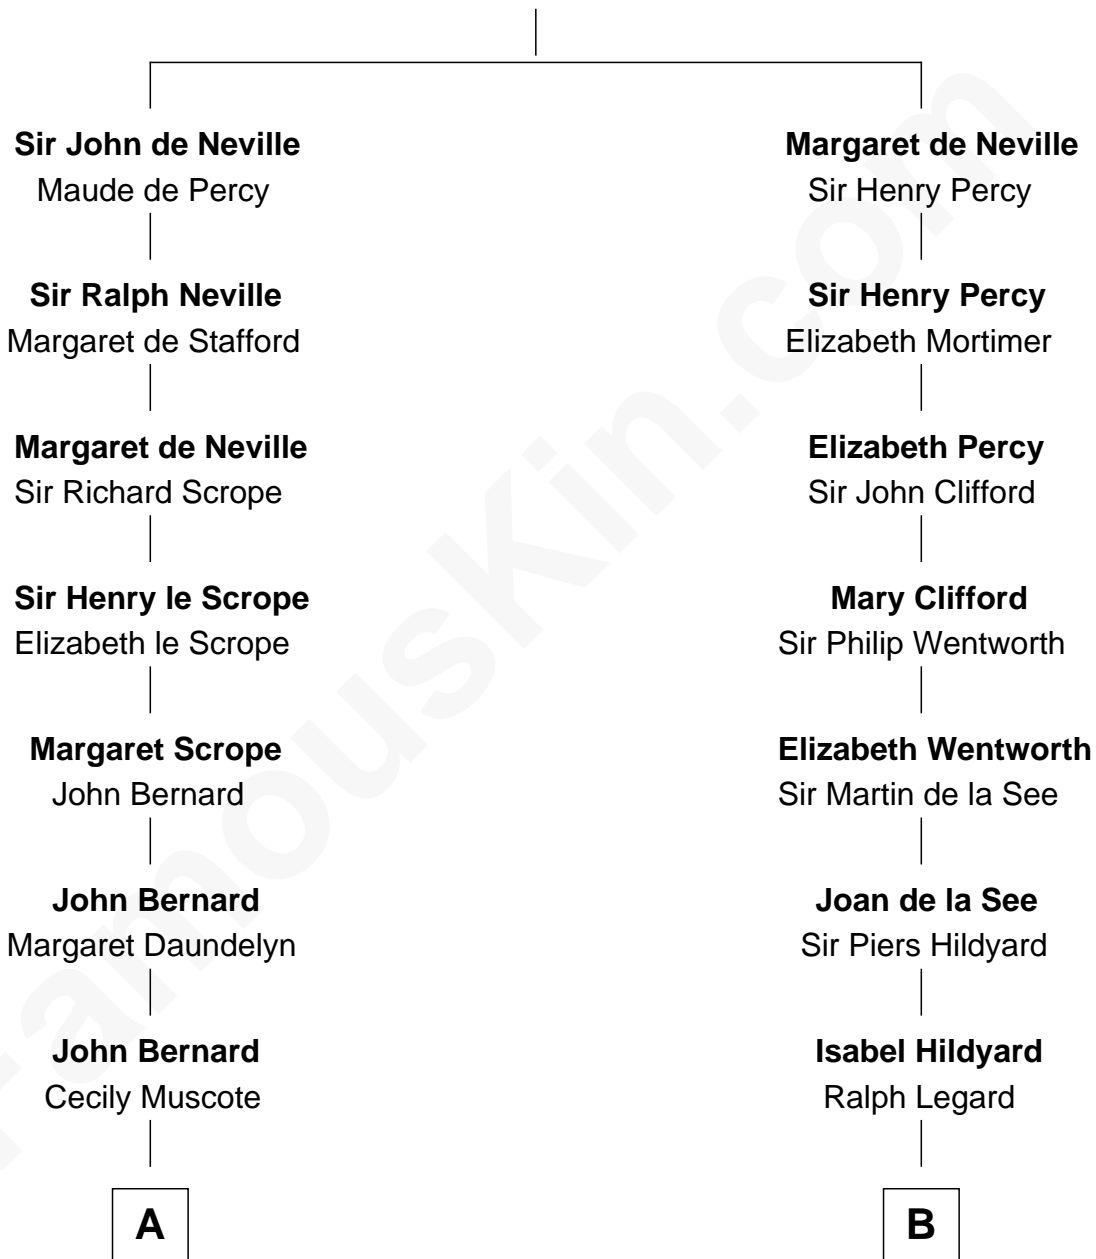 Sir John de Neville
Maude de Percy
Sir Ralph Neville
Margaret de Stafford
Margaret de Neville
Sir Richard Scrope
Sir Henry le Scrope
Elizabeth le Scrope
Margaret Scrope
John Bernard
John Bernard
Margaret Daundelyn
John Bernard
Cecily Muscote
A
Margaret de Neville
Sir Henry Percy
Sir Henry Percy
Elizabeth Mortimer
Elizabeth Percy
Sir John Clifford
Mary Clifford
Sir Philip Wentworth
Elizabeth Wentworth
Sir Martin de la See
Joan de la See
Sir Piers Hildyard
Isabel Hildyard
Ralph Legard
B
FamousKin.com